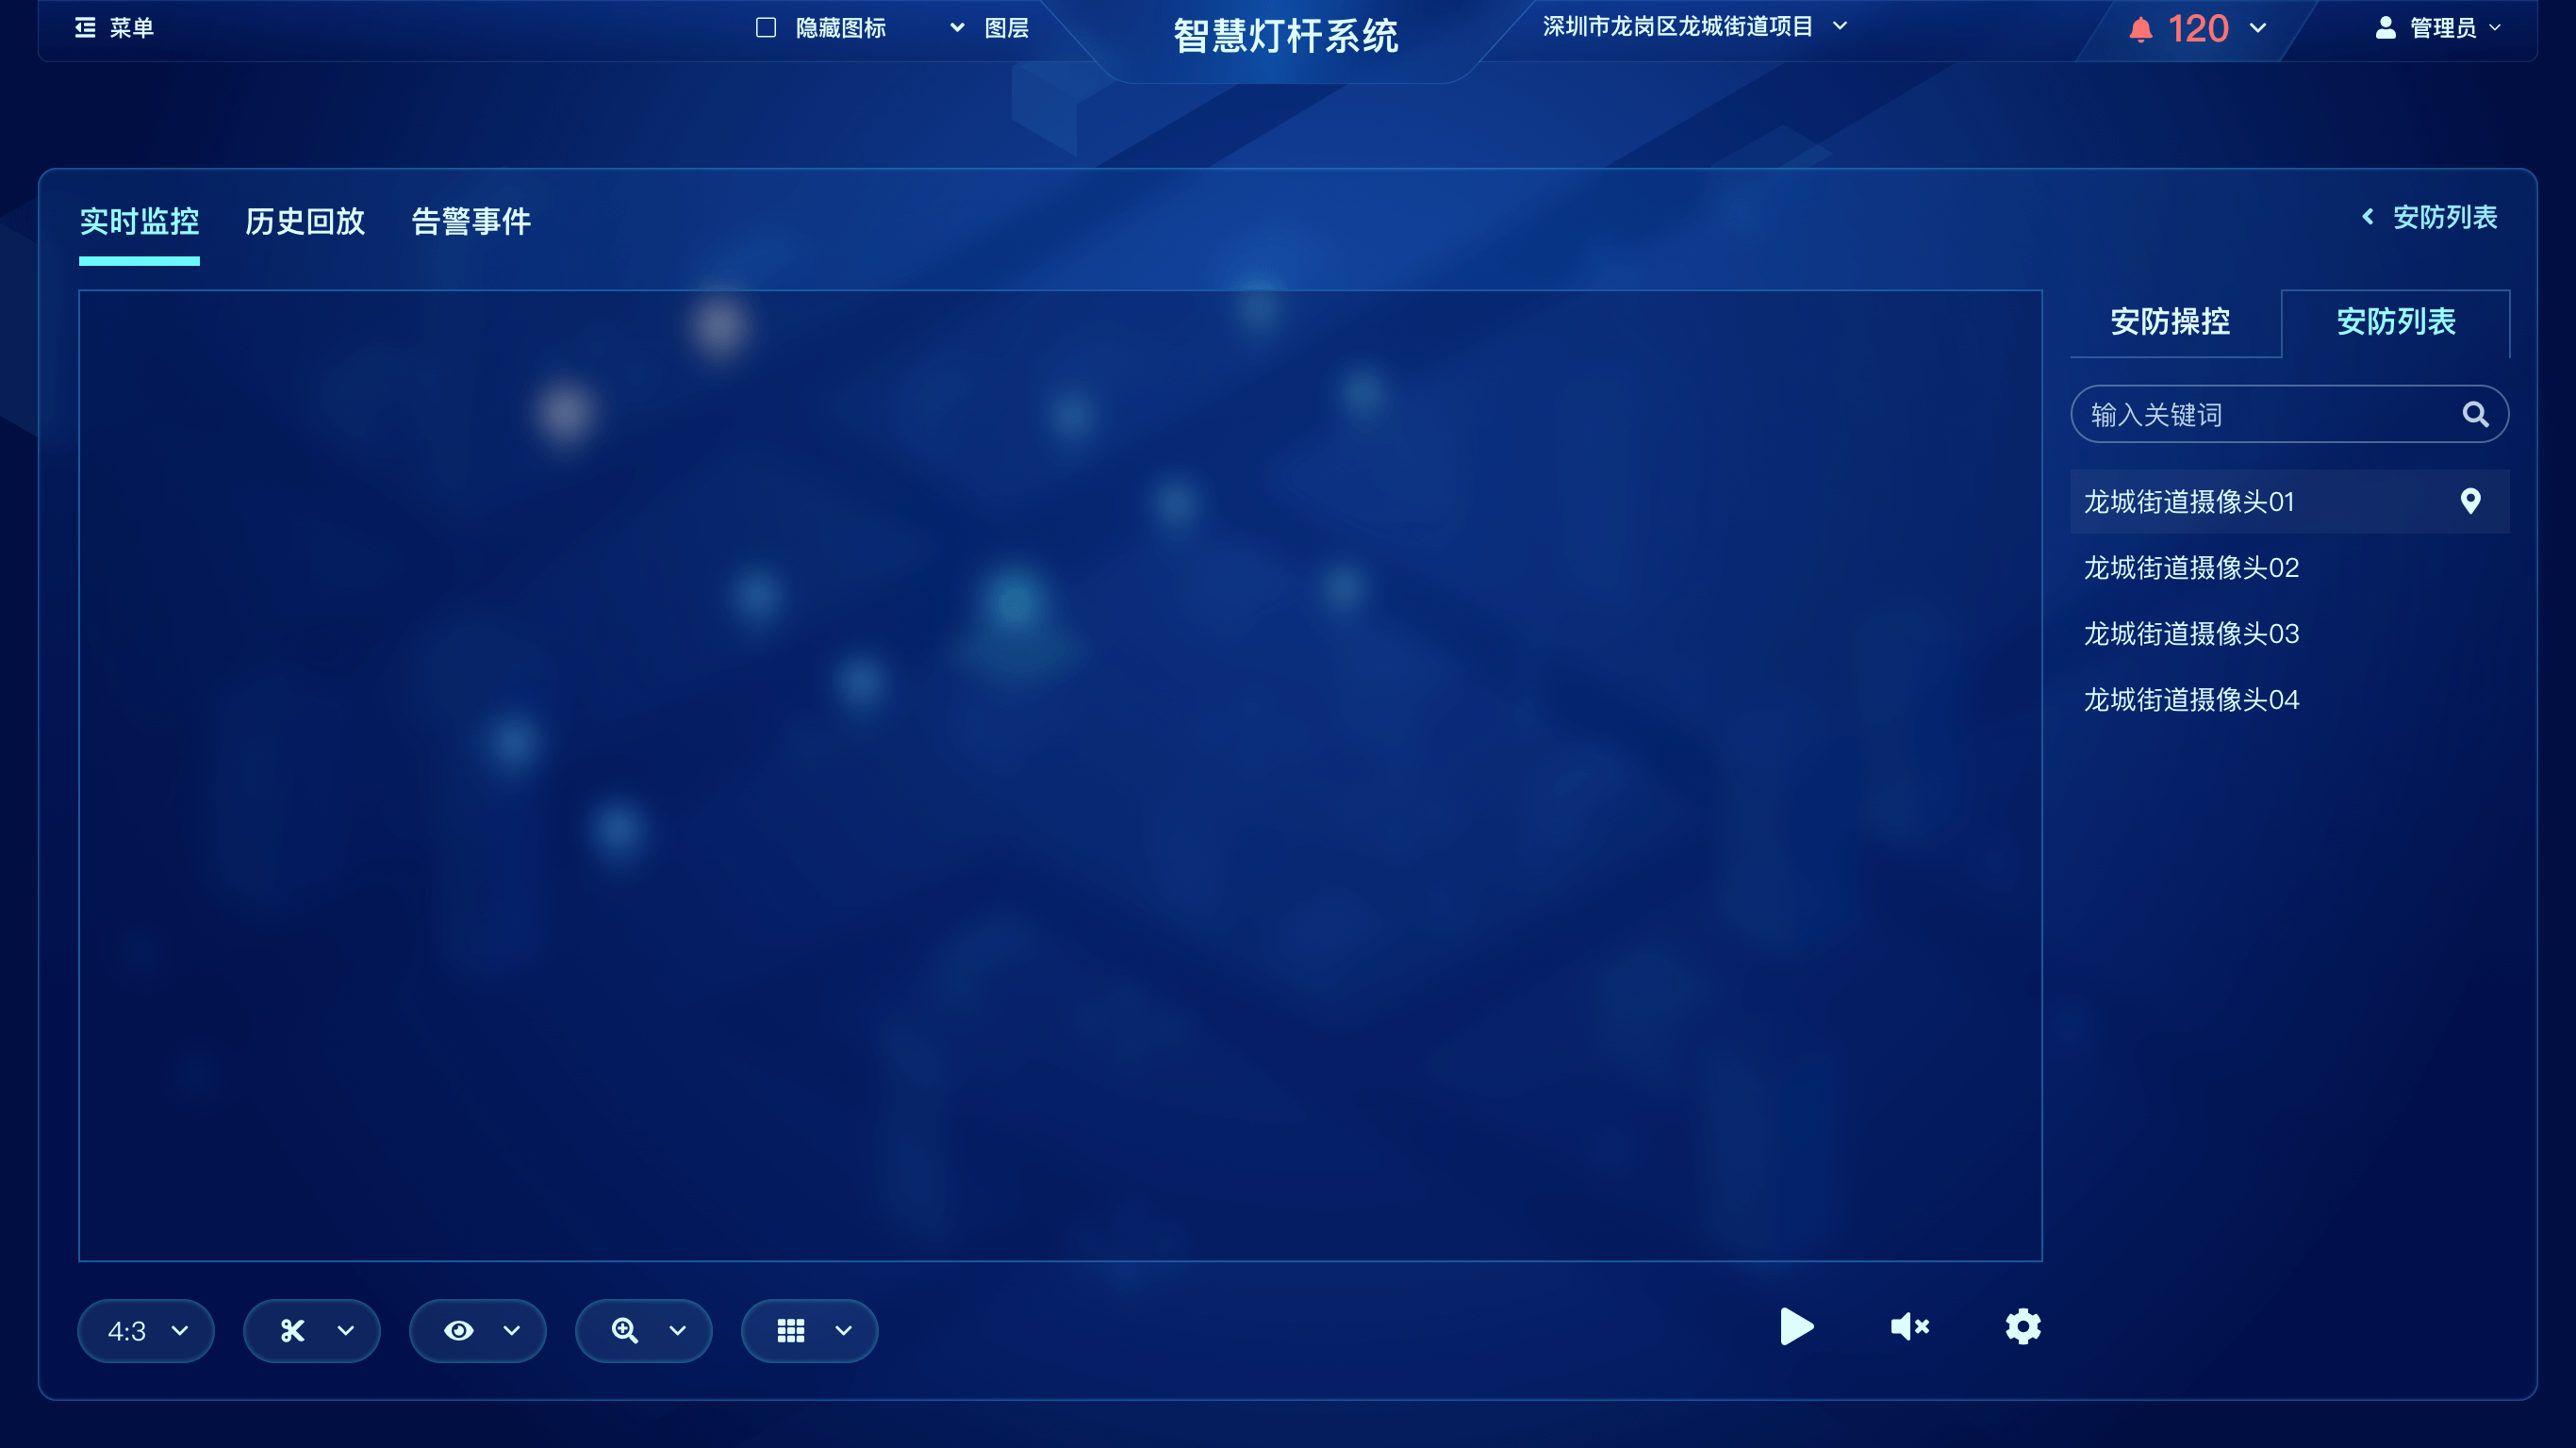 菜单
隐藏图标
图层
智慧灯杆系统
深圳市龙岗区龙城街道项目
120
管理员
实时监控
历史回放
告警事件
安防列表
安防操控
安防列表
输入关键词
龙城街道摄像头01
龙城街道摄像头02
龙城街道摄像头03
龙城街道摄像头04
4:3